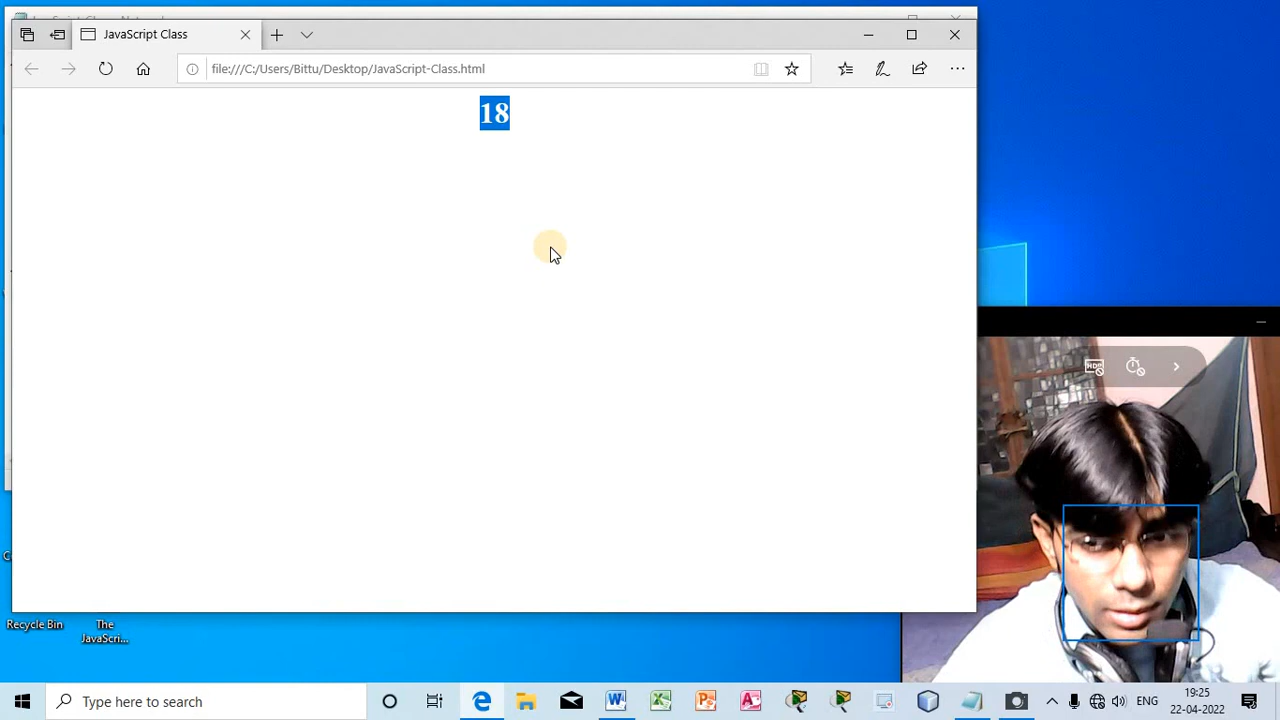 JavaScript Class
file:///C:/Users/Bittu/Desktop/JavaScript-Class.html
18
HDR
Recycle Bin
The
JavaScri...
Type here to search
ENG
19:25
22-04-2022